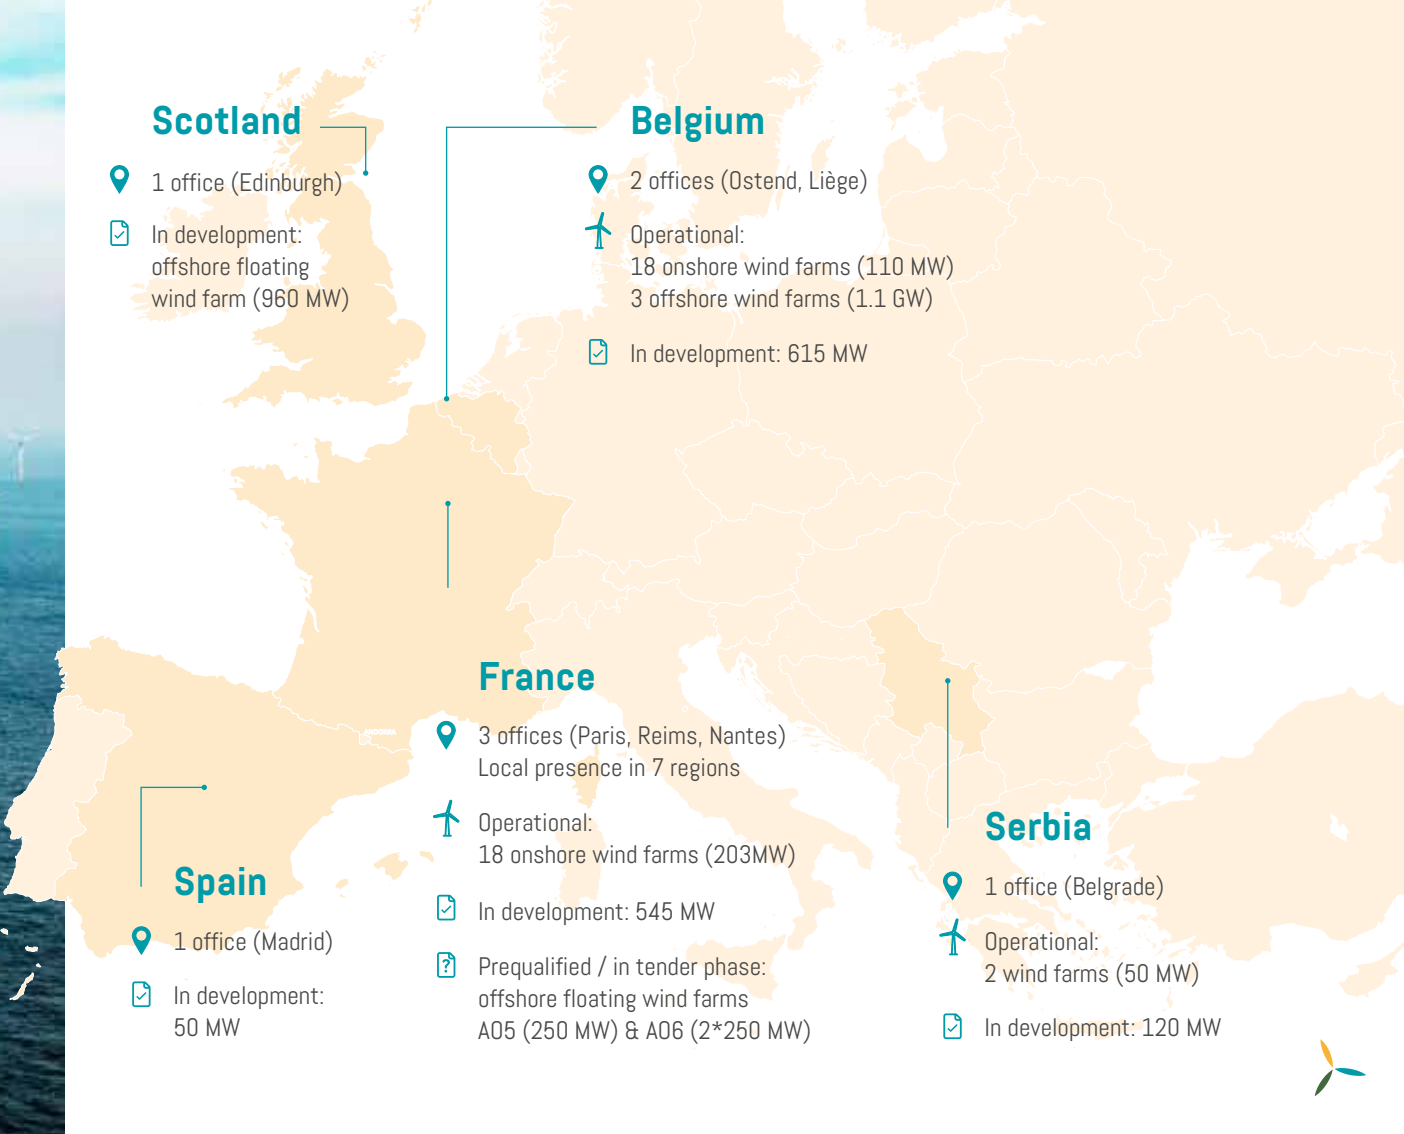 Scotland
1 office (Edinburgh)
In development:
offshore floating
wind farm (960 MW)
Belgium
2 offices (Ostend, Liège)
Operational:
18 onshore wind farms (110 MW)
3 offshore wind farms (1.1 GW)
In development: 615 MW
France
3 offices (Paris, Reims, Nantes)
Local presence in 7 regions
Operational:
18 onshore wind farms (203MW)
In development: 545 MW
Prequalified / in tender phase:
offshore floating wind farms
AO5 (250 MW) & AO6 (2*250 MW)
ANDORRA
Spain
1 office (Madrid)
In development:
50 MW
Serbia
1 office (Belgrade)
Operational:
2 wind farms (50 MW)
In development: 120 MW